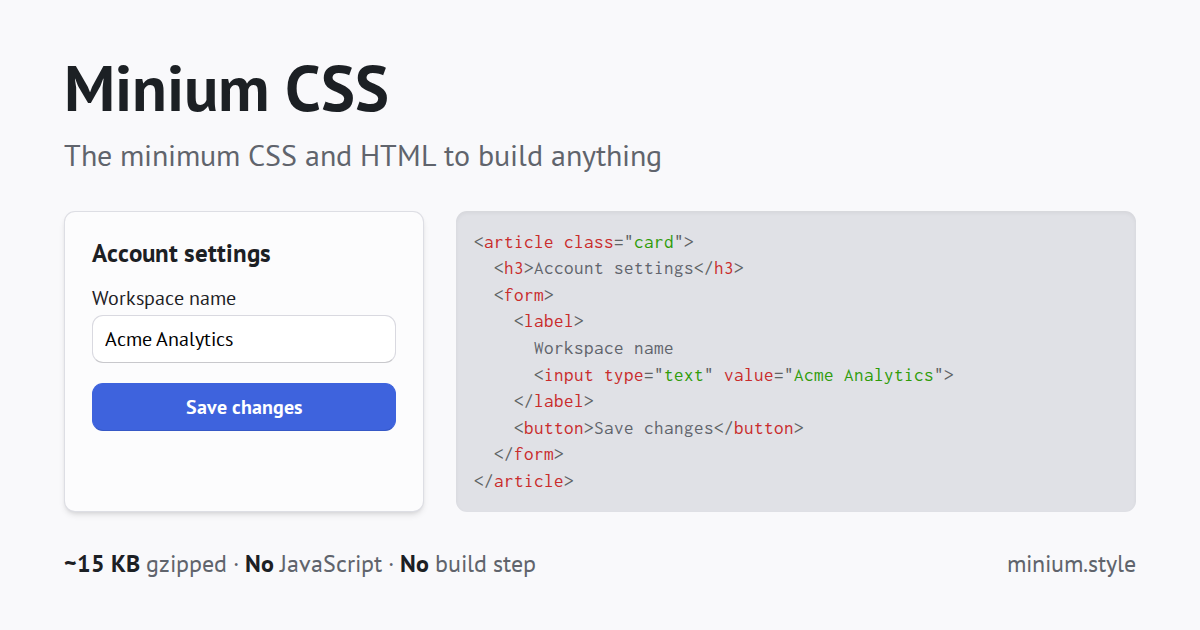 Minium CSS
The minimum CSS and HTML to build anything
Account settings
Workspace name
Acme Analytics
Save changes
<article class="card">
  <h3>Account settings</h3>
  <form>
    <label>
      Workspace name
      <input type="text" value="Acme Analytics">
    </label>
    <button>Save changes</button>
  </form>
</article>
~15 KB gzipped · No JavaScript · No build step
minium.style